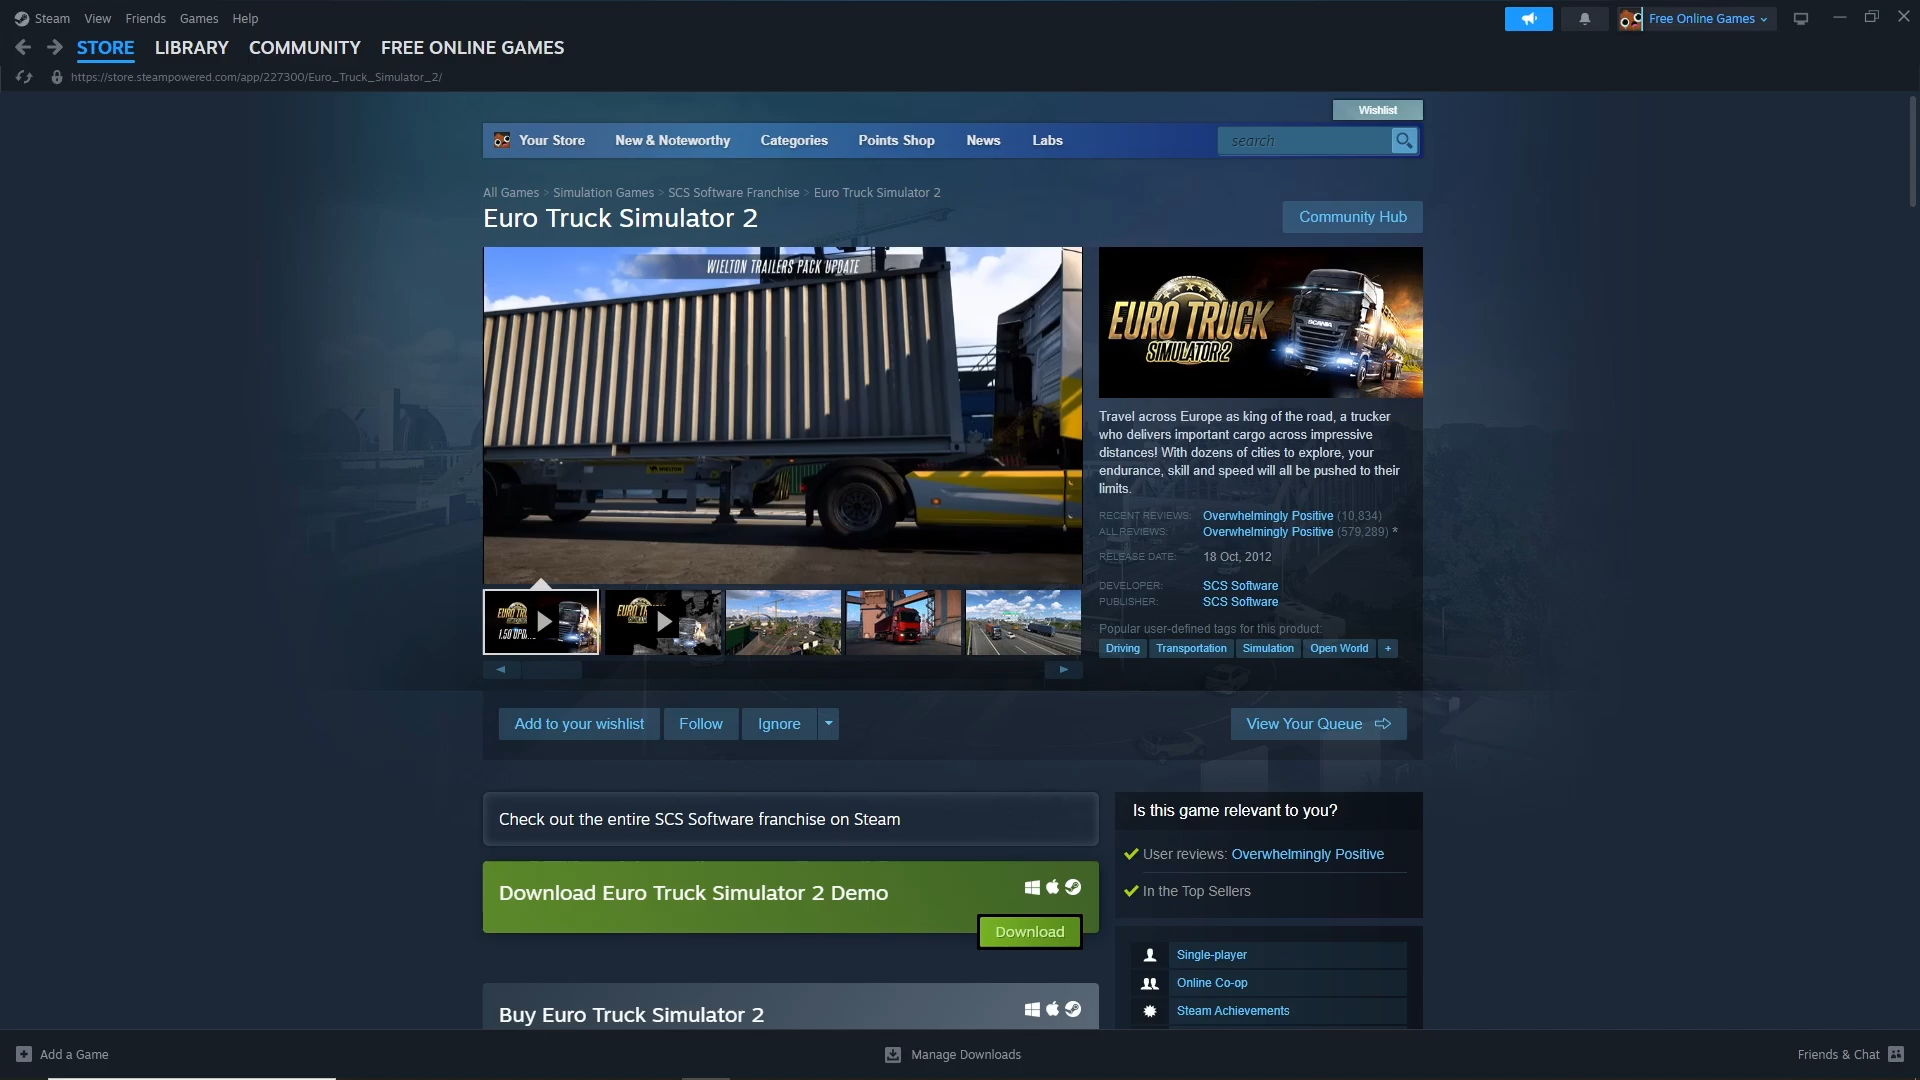 Steam View Friends Games Help
Free Online Games
STORE LIBRARY COMMUNITY FREE ONLINE GAMES
https://store.steampowered.com/app/227300/Euro_Truck_Simulator_2/
Wishlist
Your Store New & Noteworthy Categories Points Shop News Labs
search
All Games > Simulation Games > SCS Software Franchise > Euro Truck Simulator 2
Euro Truck Simulator 2
Community Hub
WIELTON TRAILERS PACK UPDATE
WIELTON
EURO TRUCK
SIMULATOR 2
SCANIA
Travel across Europe as king of the road, a trucker
who delivers important cargo across impressive
distances! With dozens of cities to explore, your
endurance, skill and speed will all be pushed to their
limits.
RECENT REVIEWS: Overwhelmingly Positive (10,834)
ALL REVIEWS: Overwhelmingly Positive (579,289) *
RELEASE DATE: 18 Oct, 2012
DEVELOPER: SCS Software
PUBLISHER: SCS Software
Popular user-defined tags for this product:
Driving Transportation Simulation Open World +
Add to your wishlist Follow Ignore
View Your Queue
Check out the entire SCS Software franchise on Steam
Is this game relevant to you?
User reviews: Overwhelmingly Positive
In the Top Sellers
Download Euro Truck Simulator 2 Demo
Download
Single-player
Online Co-op
Steam Achievements
Buy Euro Truck Simulator 2
Add a Game
Manage Downloads
Friends & Chat